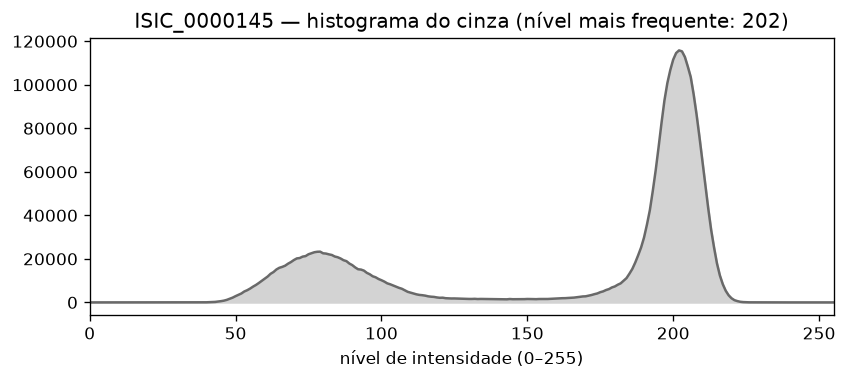 ISIC_0000145 — histograma do cinza (nível mais frequente: 202)
120000
100000
80000
60000
40000
20000
0
0 50 100 150 200 250
nível de intensidade (0–255)